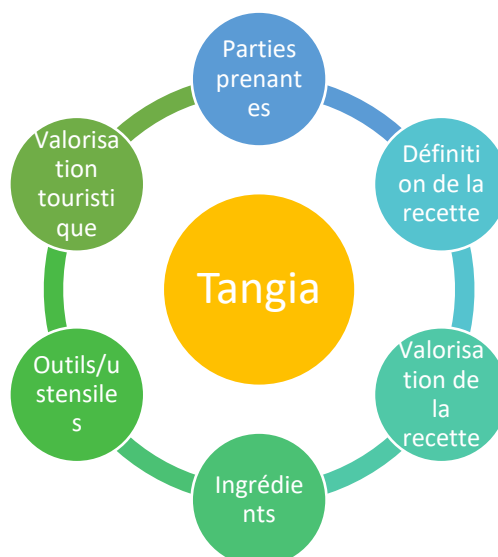 Parties
prenant
es
Définiti
on de la
recette
Valorisa
tion de
la
recette
Ingrédie
nts
Outils/u
stensile
s
Valorisa
tion
touristi
que
Tangia